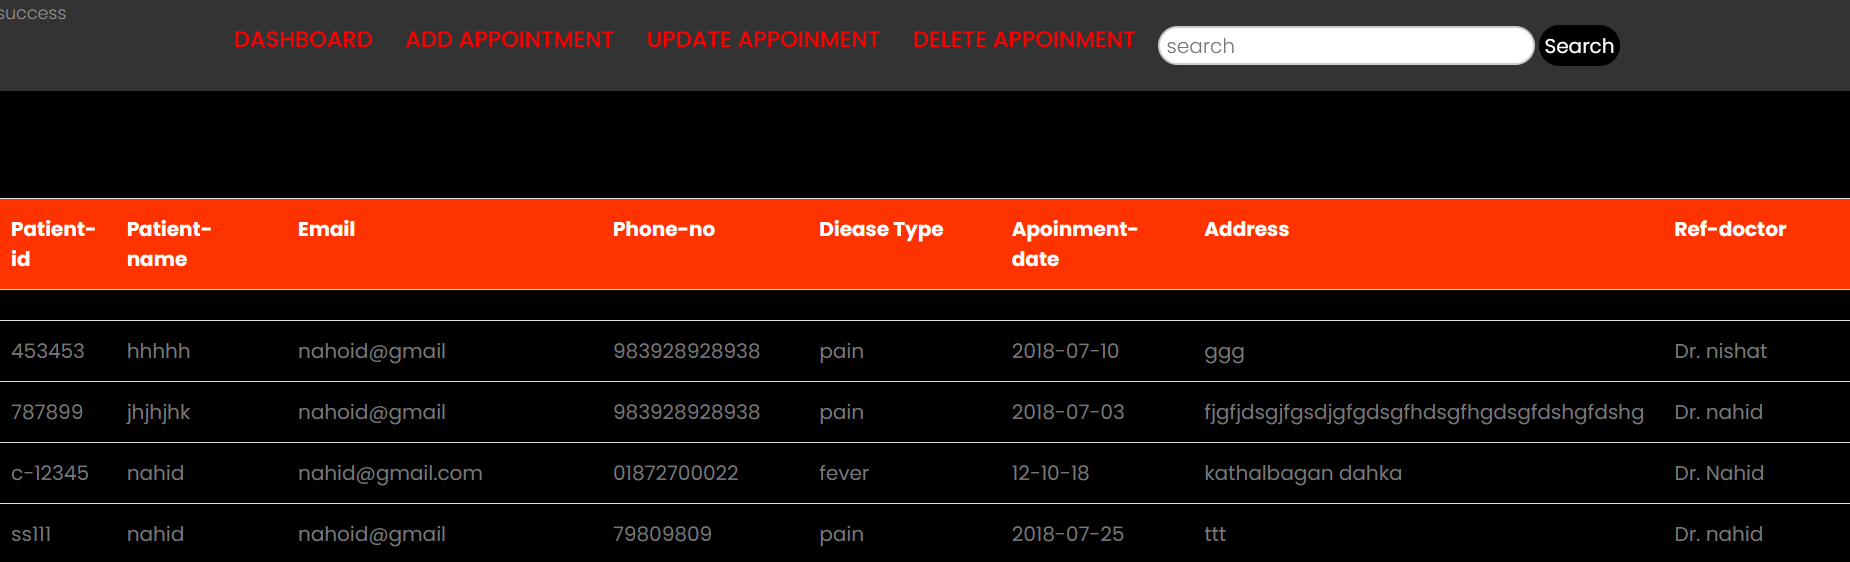 success
DASHBOARD ADD APPOINTMENT UPDATE APPOINMENT DELETE APPOINMENT search Search
Patient-id Patient-name Email Phone-no Diease Type Apoinment-date Address Ref-doctor
453453 hhhhh nahoid@gmail 983928928938 pain 2018-07-10 ggg Dr. nishat
787899 jhjhjhk nahoid@gmail 983928928938 pain 2018-07-03 fjgfjdsgjfgsdjgfgdsgfhdsgfhgdsgfdshgfdshg Dr. nahid
c-12345 nahid nahid@gmail.com 01872700022 fever 12-10-18 kathalbagan dahka Dr. Nahid
ss111 nahid nahoid@gmail 79809809 pain 2018-07-25 ttt Dr. nahid